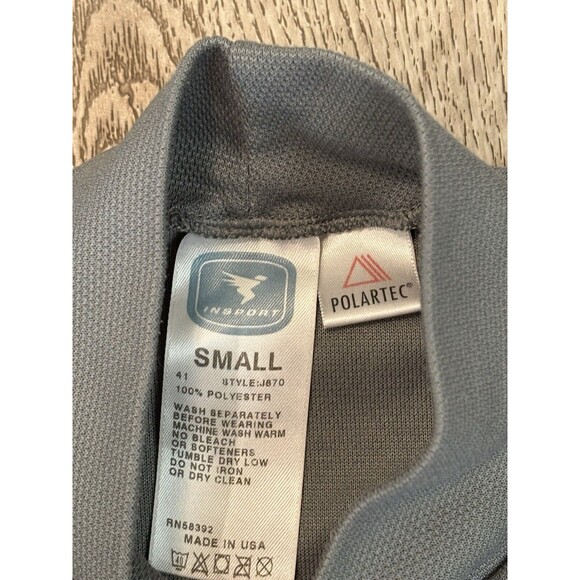 INSPORT
POLARTEC®
SMALL
41 STYLE:J870
100% POLYESTER
WASH SEPARATELY
BEFORE WEARING
MACHINE WASH WARM
NO BLEACH
OR SOFTENERS
TUMBLE DRY LOW
DO NOT IRON
OR DRY CLEAN
RN58392
MADE IN USA
40